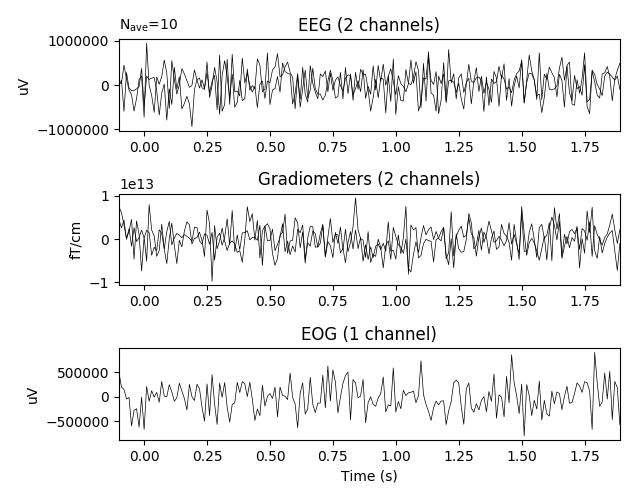 N_ave=10
EEG (2 channels)
1000000
0
−1000000
uV
0.00 0.25 0.50 0.75 1.00 1.25 1.50 1.75
1e13
Gradiometers (2 channels)
1
0
−1
fT/cm
0.00 0.25 0.50 0.75 1.00 1.25 1.50 1.75
EOG (1 channel)
500000
0
−500000
uV
0.00 0.25 0.50 0.75 1.00 1.25 1.50 1.75
Time (s)